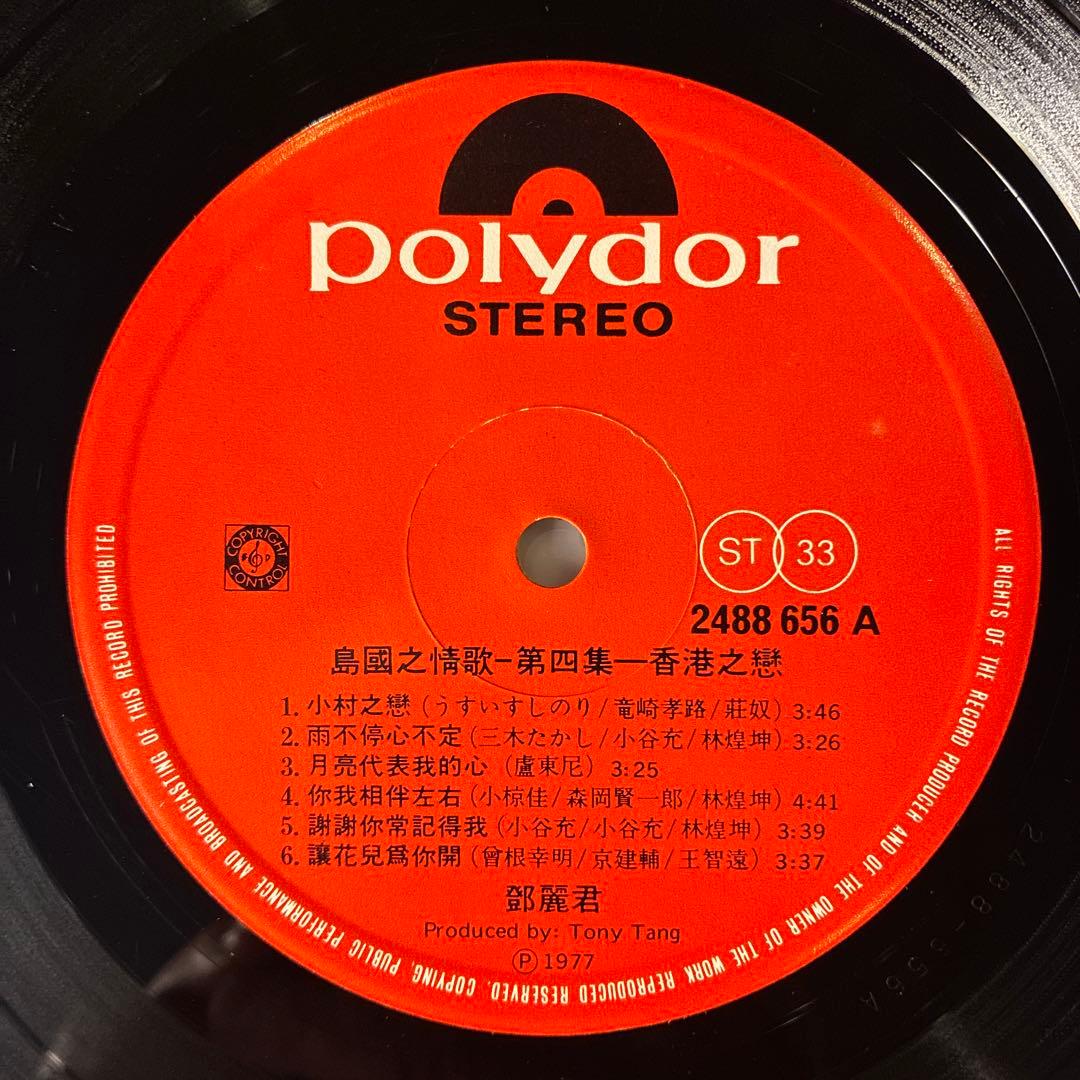 polydor
STEREO
COPYRIGHT
CONTROL
ST 33
2488 656 A
島國之情歌-第四集—香港之戀
1. 小村之戀 (うすいすしのり/竜崎孝路/莊奴) 3:46
2. 雨不停心不定 (三木たかし/小谷充/林煌坤) 3:26
3. 月亮代表我的心 (盧東尼) 3:25
4. 你我相伴左右 (小椋佳/森岡賢一郎/林煌坤) 4:41
5. 謝謝你常記得我 (小谷充/小谷充/林煌坤) 3:39
6. 讓花兒爲你開 (曾根幸明/京建輔/王智遠) 3:37
鄧麗君
Produced by: Tony Tang
Ⓟ 1977
ALL RIGHTS OF THE RECORD PRODUCER AND OF THE OWNER OF THE WORK REPRODUCED RESERVED. COPYING, PUBLIC PERFORMANCE AND BROADCASTING OF THIS RECORD PROHIBITED
2488-656A